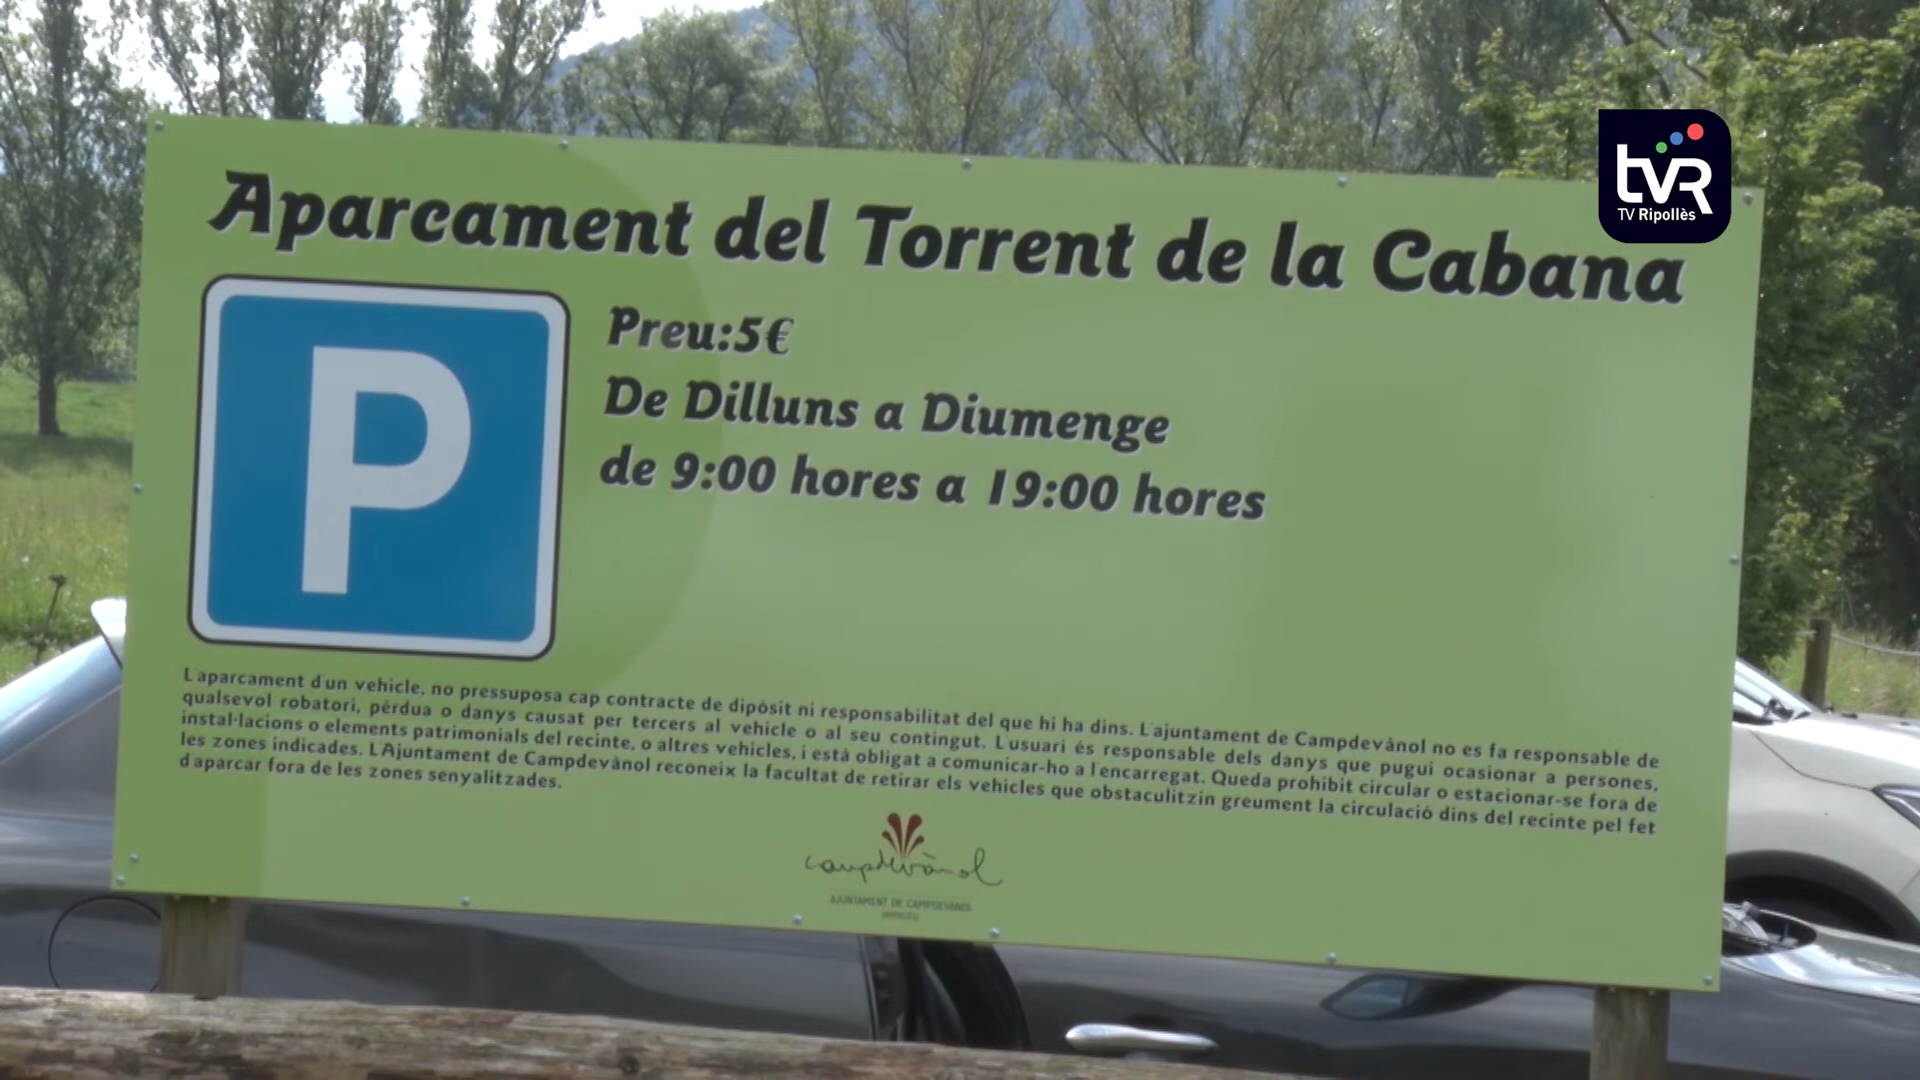 tvR
TV Ripollès
Aparcament del Torrent de la Cabana
P
Preu:5€
De Dilluns a Diumenge
de 9:00 hores a 19:00 hores
L'aparcament d'un vehicle, no pressuposa cap contracte de dipòsit ni responsabilitat del que hi ha dins. L'ajuntament de Campdevànol no es fa responsable de
qualsevol robatori, pèrdua o danys causat per tercers al vehicle o al seu contingut. L'usuari és responsable dels danys que pugui ocasionar a persones,
instal·lacions o elements patrimonials del recinte, o altres vehicles, i està obligat a comunicar-ho a l'encarregat. Queda prohibit circular o estacionar-se fora de
les zones indicades. L'Ajuntament de Campdevànol reconeix la facultat de retirar els vehicles que obstaculitzin greument la circulació dins del recinte pel fet
d'aparcar fora de les zones senyalitzades.
campdevànol
AJUNTAMENT DE CAMPDEVÀNOL